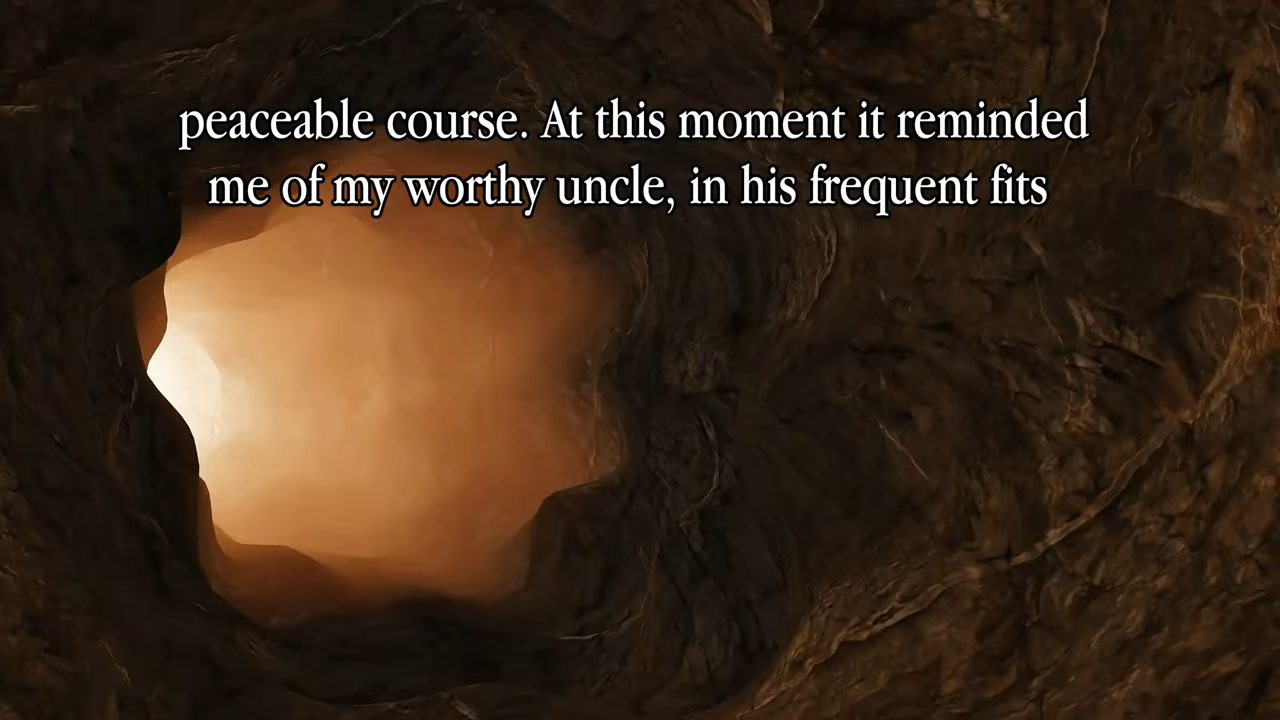 peaceable course. At this moment it reminded
me of my worthy uncle, in his frequent fits